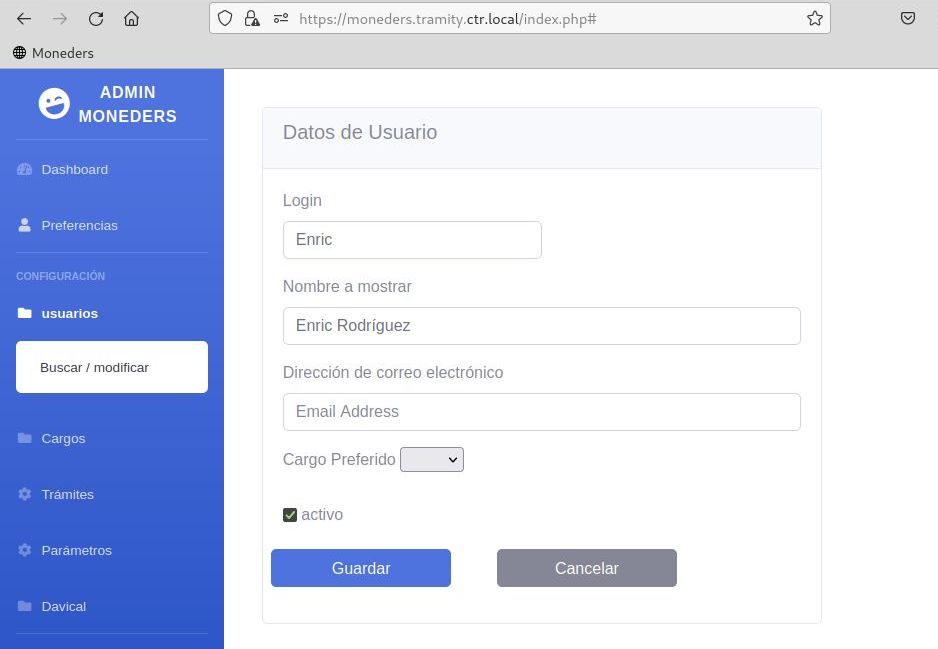 https://moneders.tramity.ctr.local/index.php#
Moneders
ADMIN
MONEDERS
Dashboard
Preferencias
CONFIGURACIÓN
usuarios
Buscar / modificar
Cargos
Trámites
Parámetros
Davical
Datos de Usuario
Login
Enric
Nombre a mostrar
Enric Rodríguez
Dirección de correo electrónico
Email Address
Cargo Preferido
activo
Guardar
Cancelar